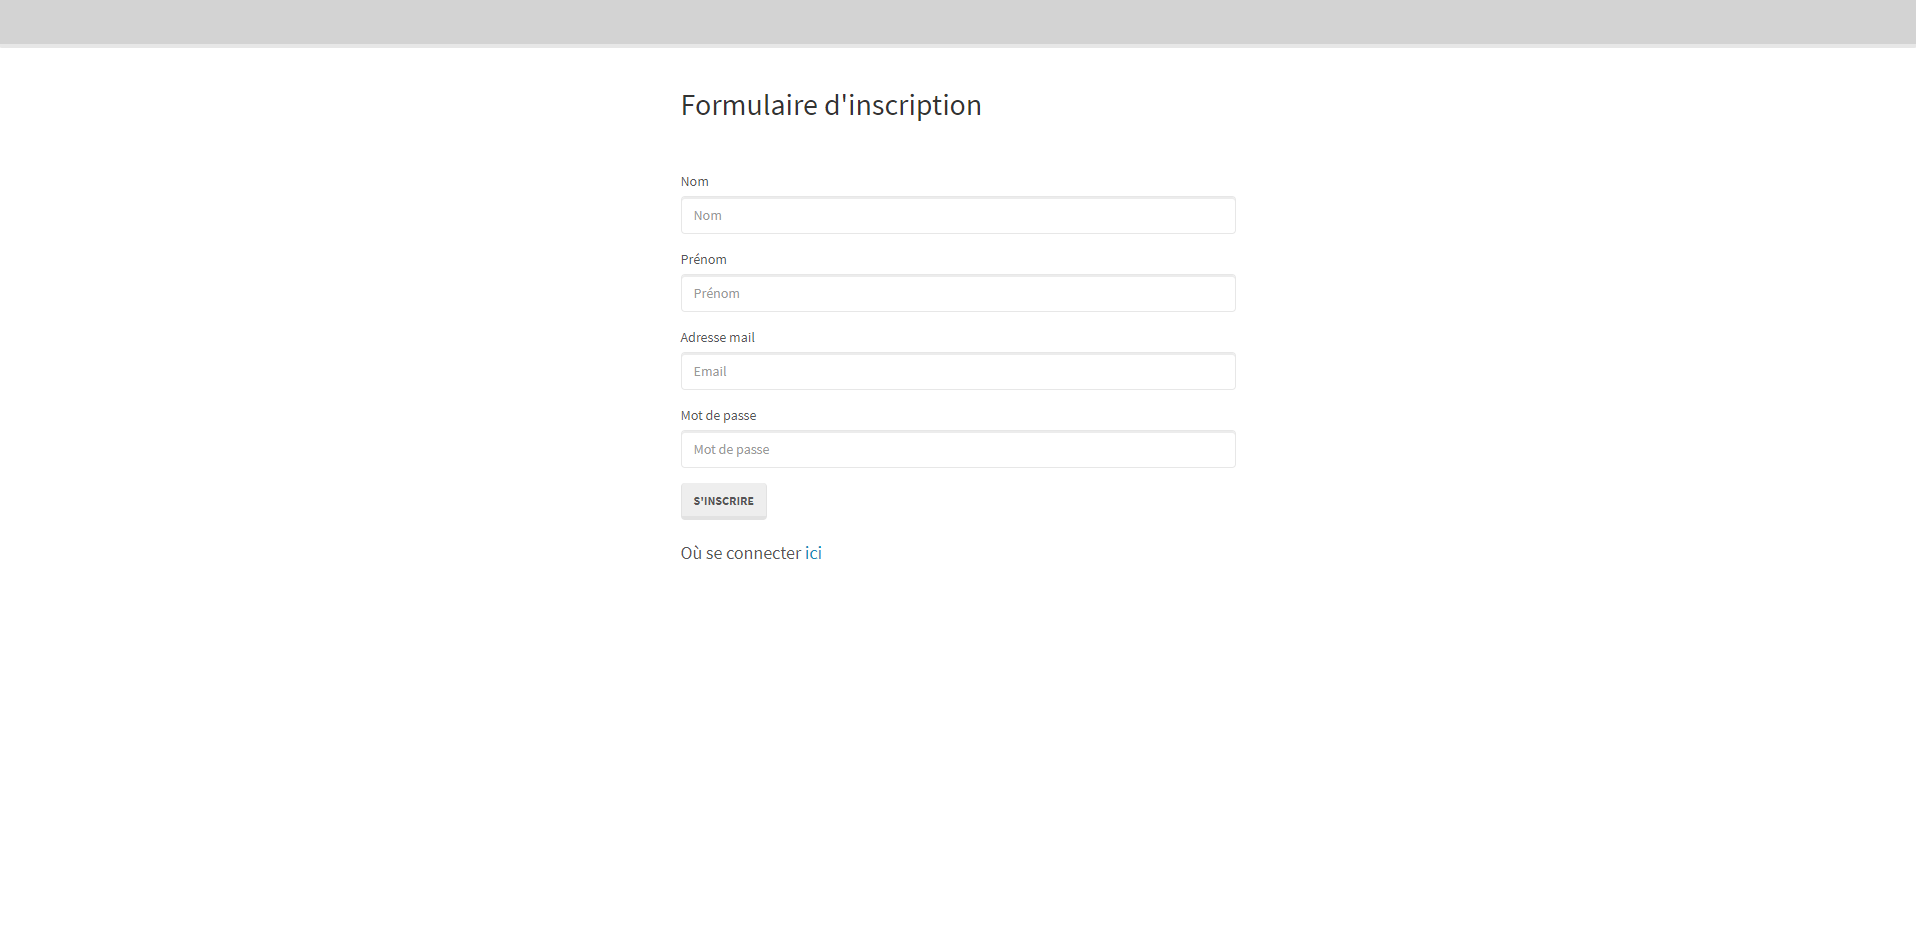 Formulaire d'inscription
Nom
Nom
Prénom
Prénom
Adresse mail
Email
Mot de passe
Mot de passe
S'INSCRIRE
Où se connecter ici